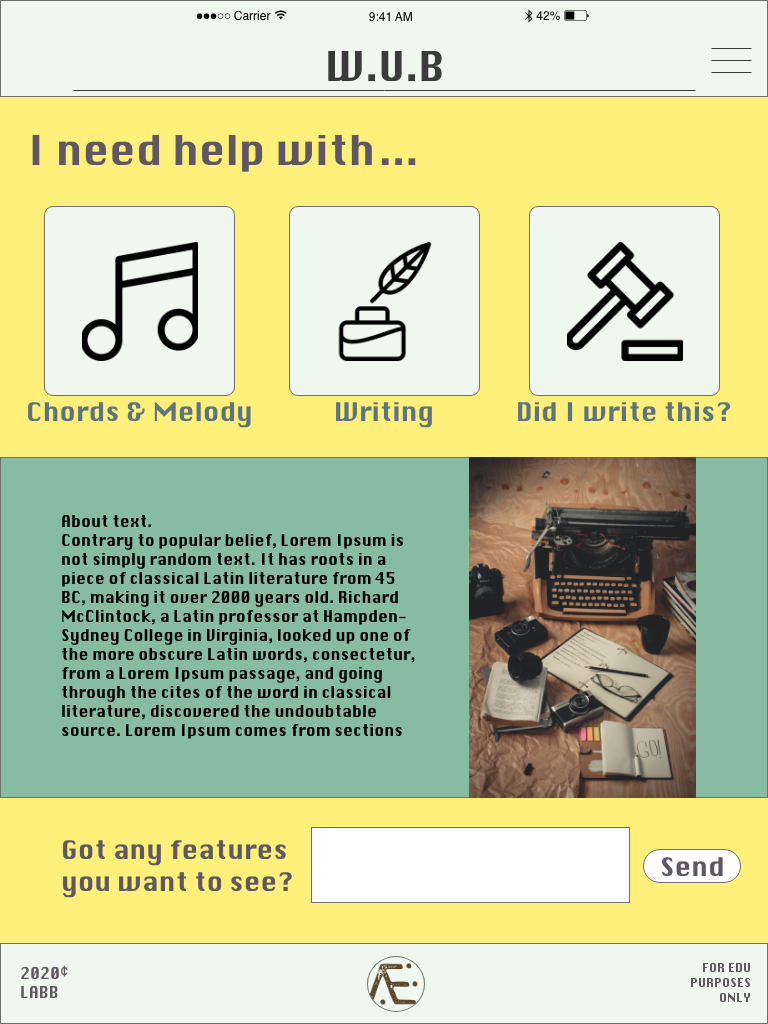 Carrier 9:41 AM 42%
W.U.B
I need help with...
Chords & Melody
Writing
Did I write this?
About text.
Contrary to popular belief, Lorem Ipsum is
not simply random text. It has roots in a
piece of classical Latin literature from 45
BC, making it over 2000 years old. Richard
McClintock, a Latin professor at Hampden-
Sydney College in Virginia, looked up one of
the more obscure Latin words, consectetur,
from a Lorem Ipsum passage, and going
through the cites of the word in classical
literature, discovered the undoubtable
source. Lorem Ipsum comes from sections
GO!
Got any features
you want to see?
Send
2020¢
LABB
Æ
FOR EDU
PURPOSES
ONLY